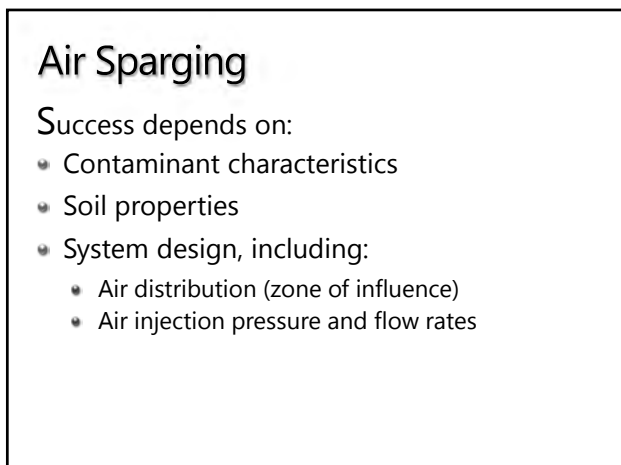 Air Sparging
Success depends on:
Contaminant characteristics
Soil properties
System design, including:
Air distribution (zone of influence)
Air injection pressure and flow rates